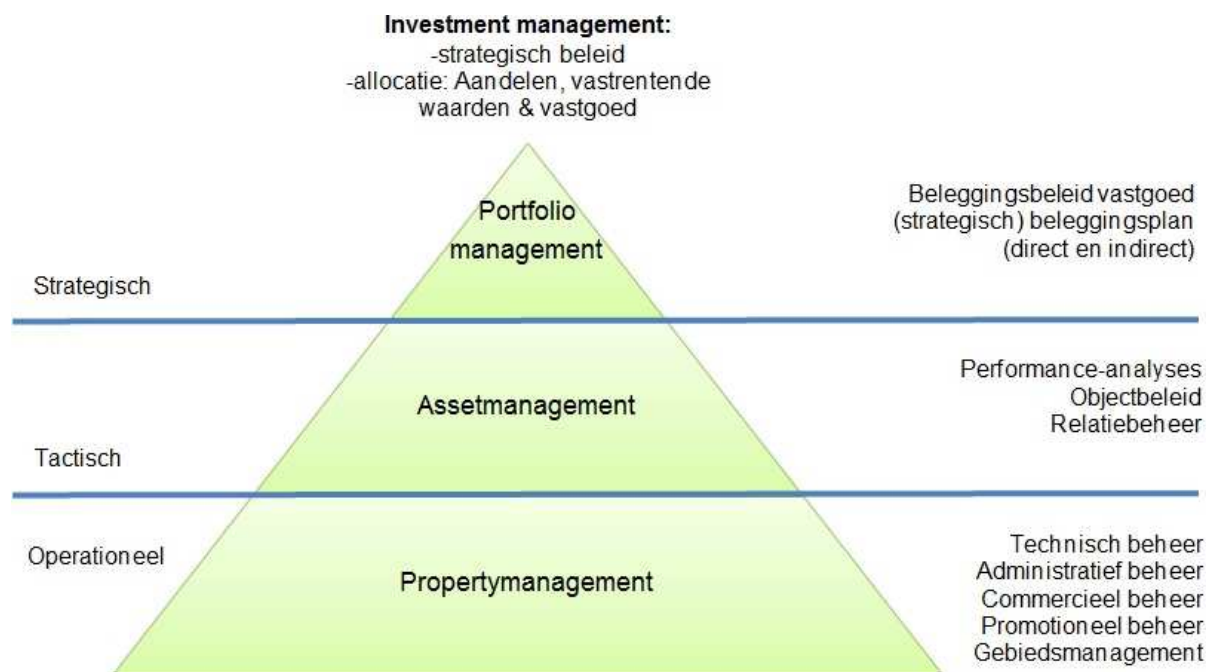 Investment management:
-strategisch beleid
-allocatie: Aandelen, vastrentende
waarden & vastgoed
Portfolio
management
Beleggingsbeleid vastgoed
(strategisch) beleggingsplan
(direct en indirect)
Strategisch
Assetmanagement
Performance-analyses
Objectbeleid
Relatiebeheer
Tactisch
Operationeel
Propertymanagement
Technisch beheer
Administratief beheer
Commercieel beheer
Promotioneel beheer
Gebiedsmanagement